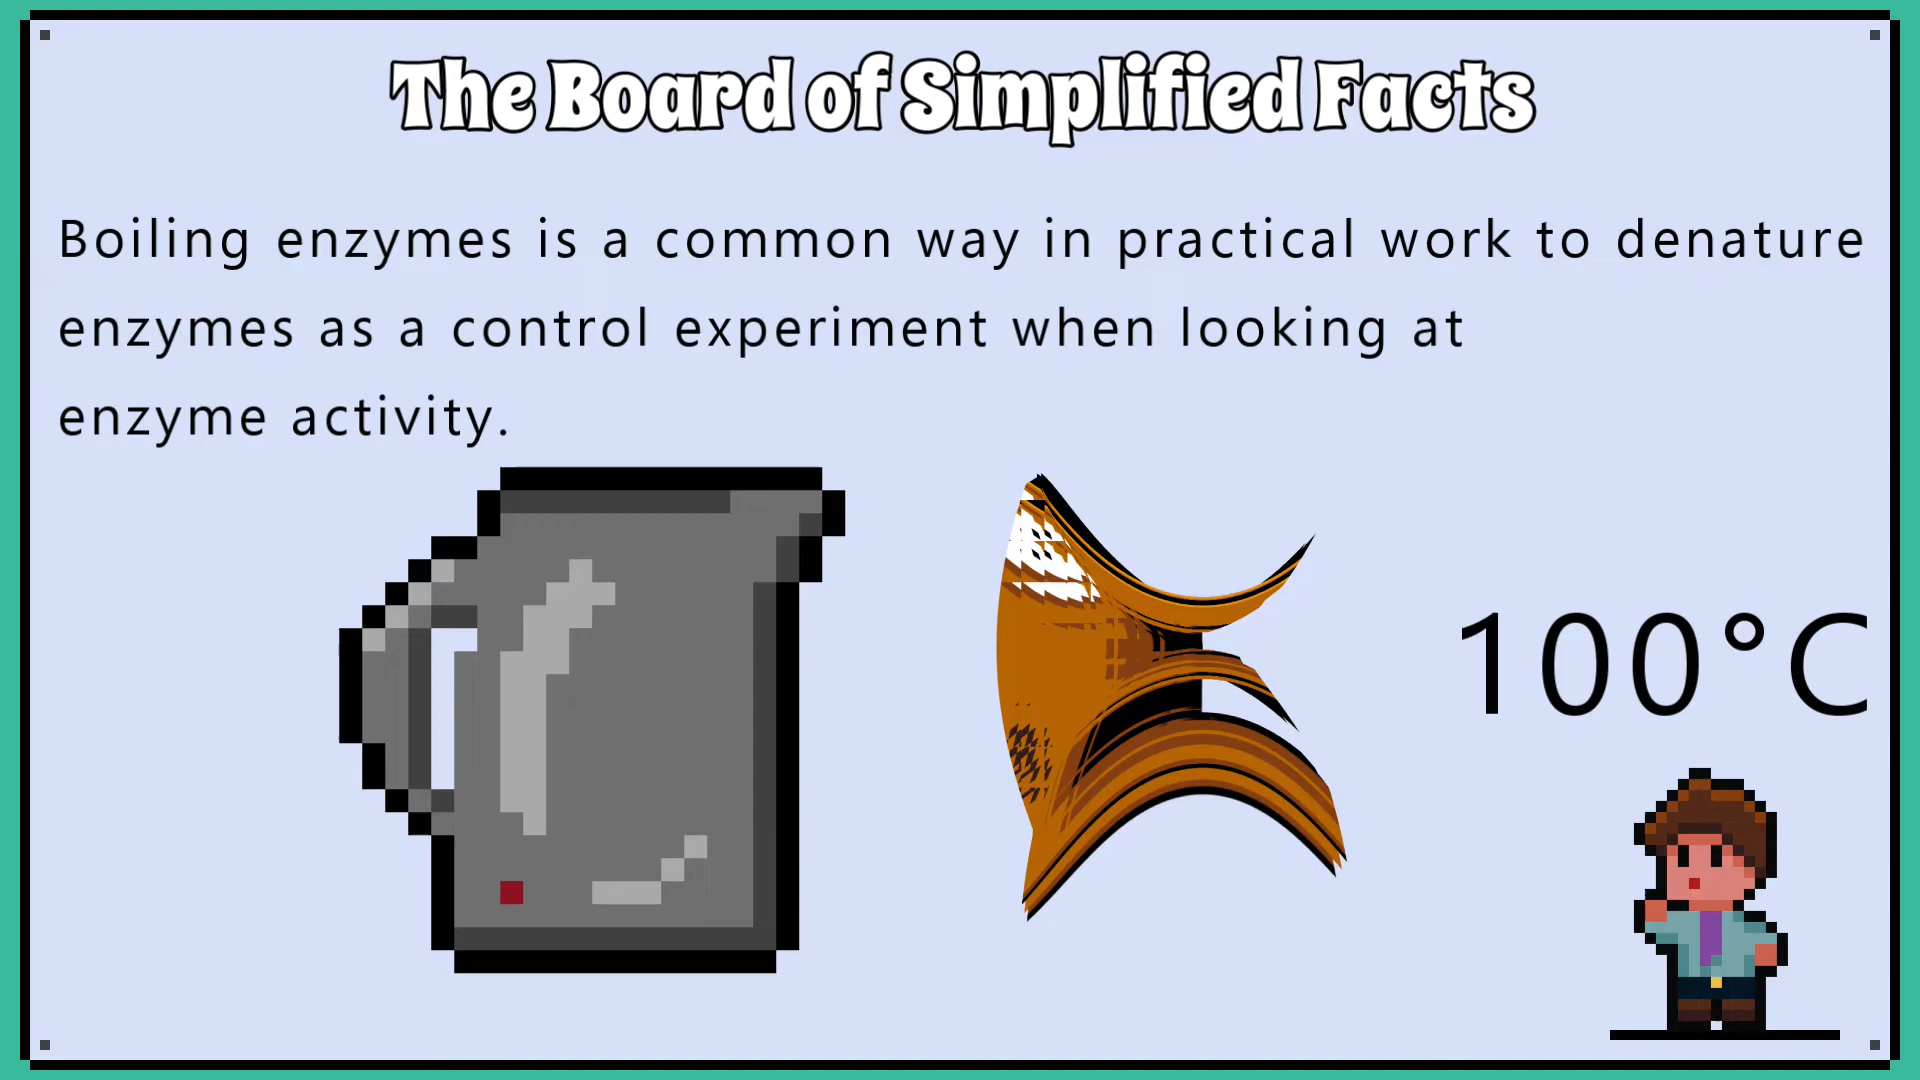 The Board of Simplified Facts
Boiling enzymes is a common way in practical work to denature
enzymes as a control experiment when looking at
enzyme activity.
100°C